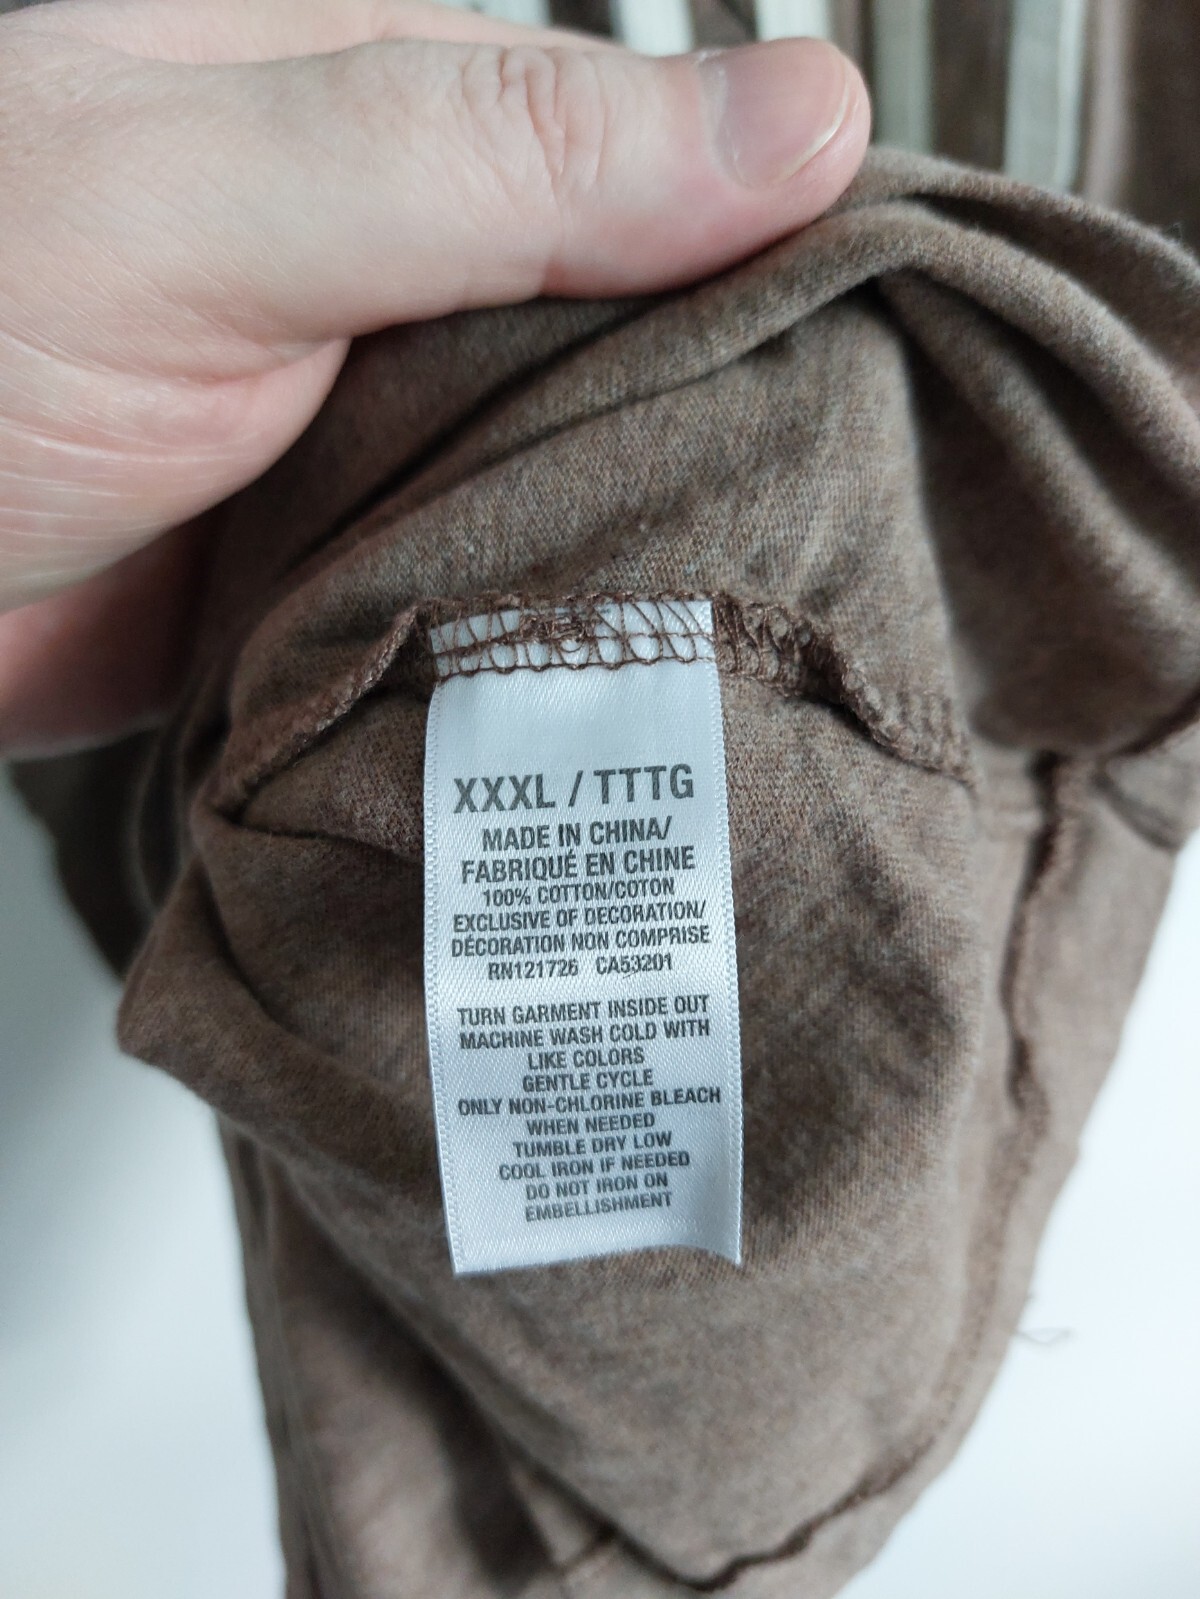 XXXL / TTTG
MADE IN CHINA/
FABRIQUÉ EN CHINE
100% COTTON/COTON
EXCLUSIVE OF DECORATION/
DÉCORATION NON COMPRISE
RN121726 CA53201
TURN GARMENT INSIDE OUT
MACHINE WASH COLD WITH
LIKE COLORS
GENTLE CYCLE
ONLY NON-CHLORINE BLEACH
WHEN NEEDED
TUMBLE DRY LOW
COOL IRON IF NEEDED
DO NOT IRON ON
EMBELLISHMENT